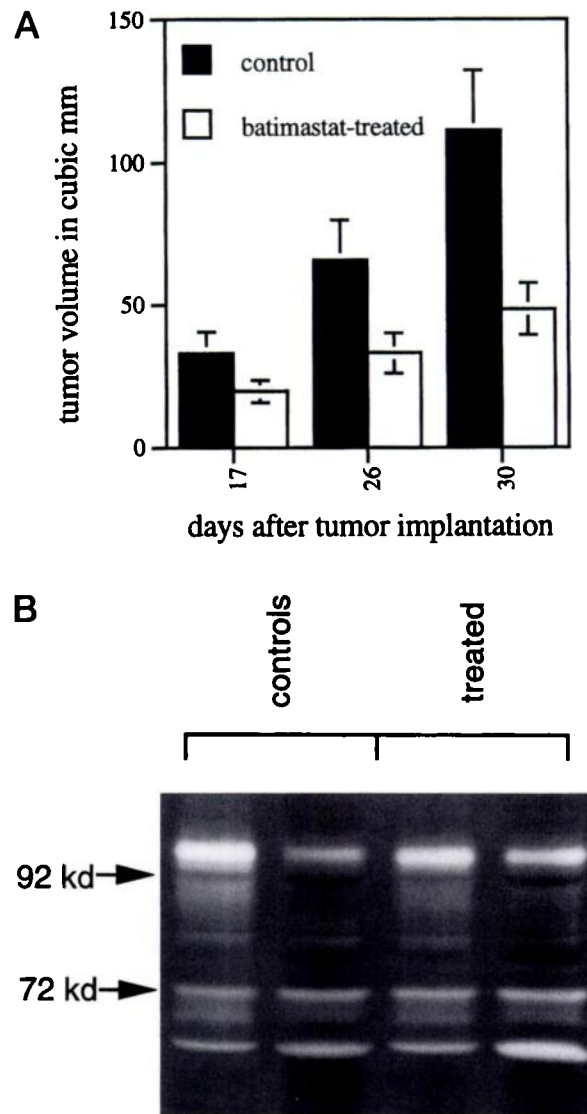 A
150
control
batimastat-treated
100
tumor volume in cubic mm
50
0
17
26
30
days after tumor implantation
B
controls
treated
92 kd
72 kd